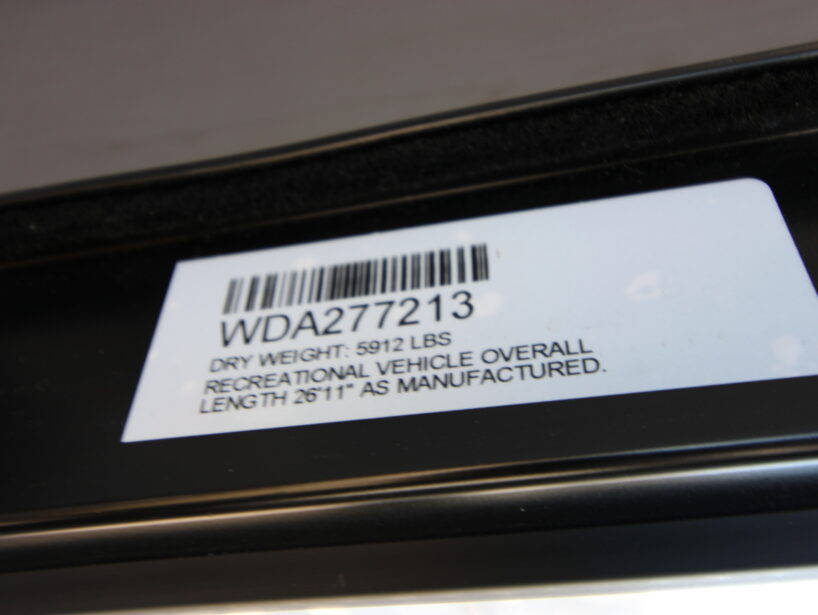 WDA277213
DRY WEIGHT: 5912 LBS
RECREATIONAL VEHICLE OVERALL
LENGTH 26'11" AS MANUFACTURED.